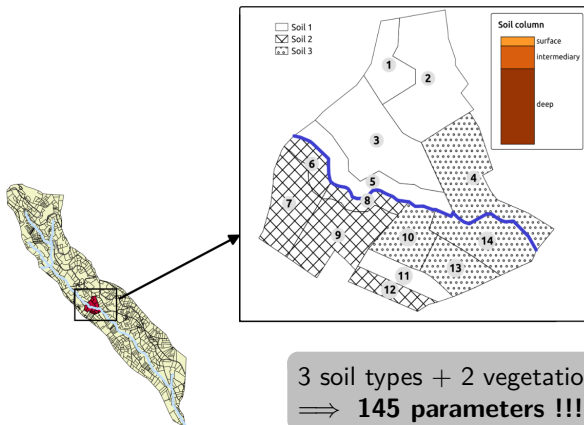 Soil 1
Soil 2
Soil 3
Soil column
surface
intermediary
deep
1
2
3
4
5
6
7
8
9
10
11
12
13
14
3 soil types + 2 vegetatio
⟹ 145 parameters !!!